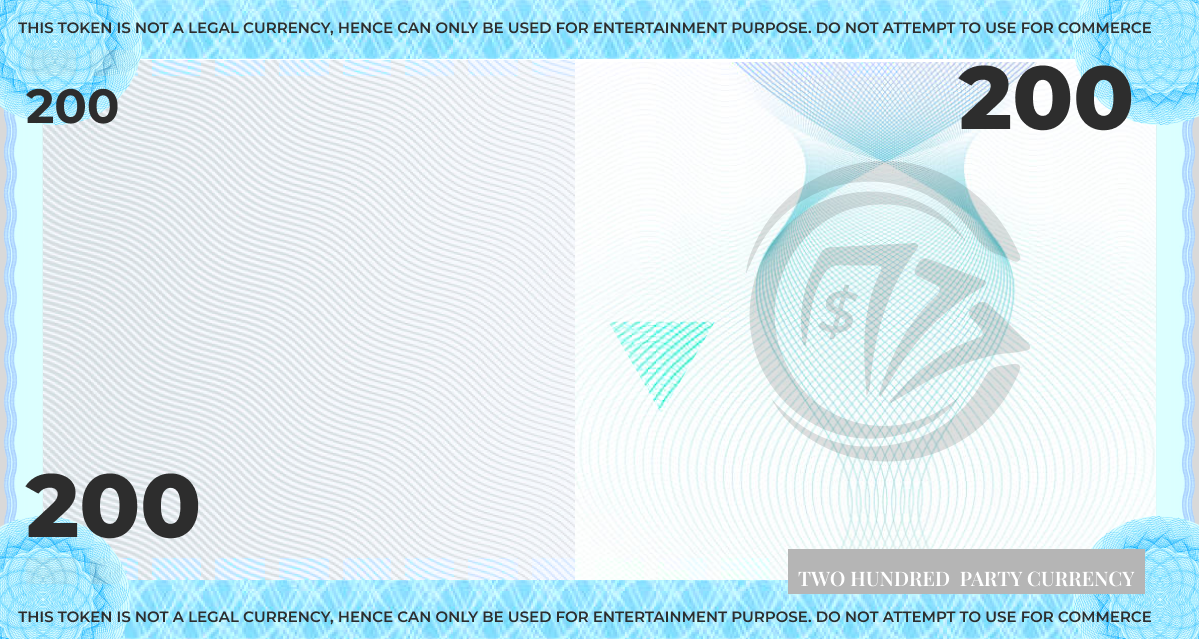 THIS TOKEN IS NOT A LEGAL CURRENCY, HENCE CAN ONLY BE USED FOR ENTERTAINMENT PURPOSE. DO NOT ATTEMPT TO USE FOR COMMERCE
200
200
$
200
TWO HUNDRED PARTY CURRENCY
THIS TOKEN IS NOT A LEGAL CURRENCY, HENCE CAN ONLY BE USED FOR ENTERTAINMENT PURPOSE. DO NOT ATTEMPT TO USE FOR COMMERCE